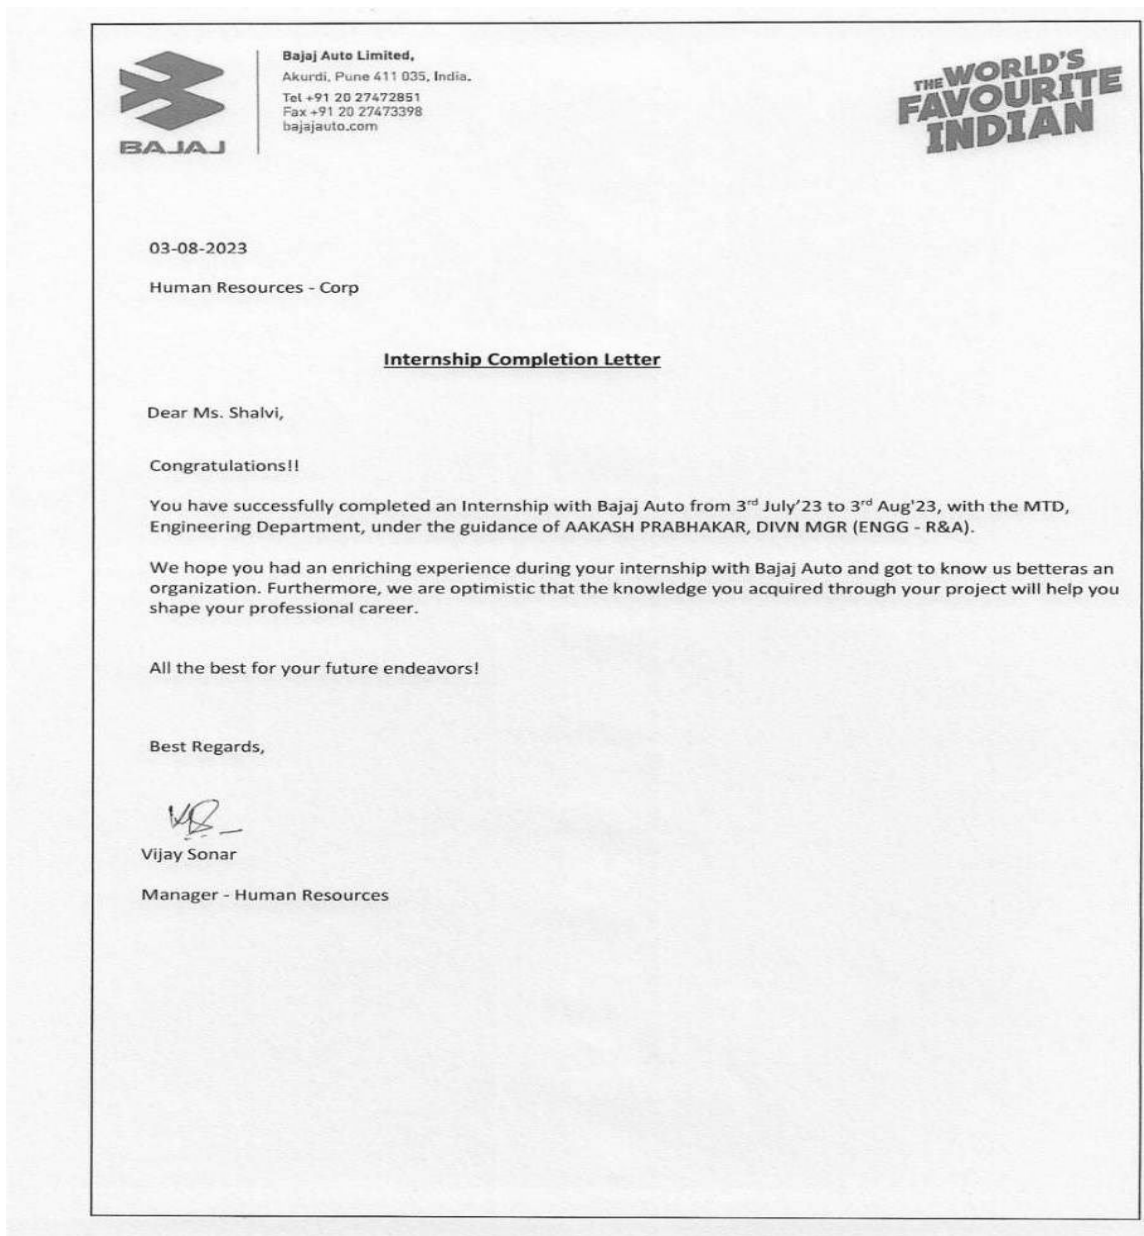 Bajaj Auto Limited,
Akurdi, Pune 411 035, India.
Tel +91 20 27472851
Fax +91 20 27473398
bajajauto.com
BAJAJ
THE WORLD'S
FAVOURITE
INDIAN
03-08-2023
Human Resources - Corp
Internship Completion Letter
Dear Ms. Shalvi,
Congratulations!!
You have successfully completed an Internship with Bajaj Auto from 3rd July'23 to 3rd Aug'23, with the MTD,
Engineering Department, under the guidance of AAKASH PRABHAKAR, DIVN MGR (ENGG - R&A).
We hope you had an enriching experience during your internship with Bajaj Auto and got to know us betteras an
organization. Furthermore, we are optimistic that the knowledge you acquired through your project will help you
shape your professional career.
All the best for your future endeavors!
Best Regards,
Vijay Sonar
Manager - Human Resources